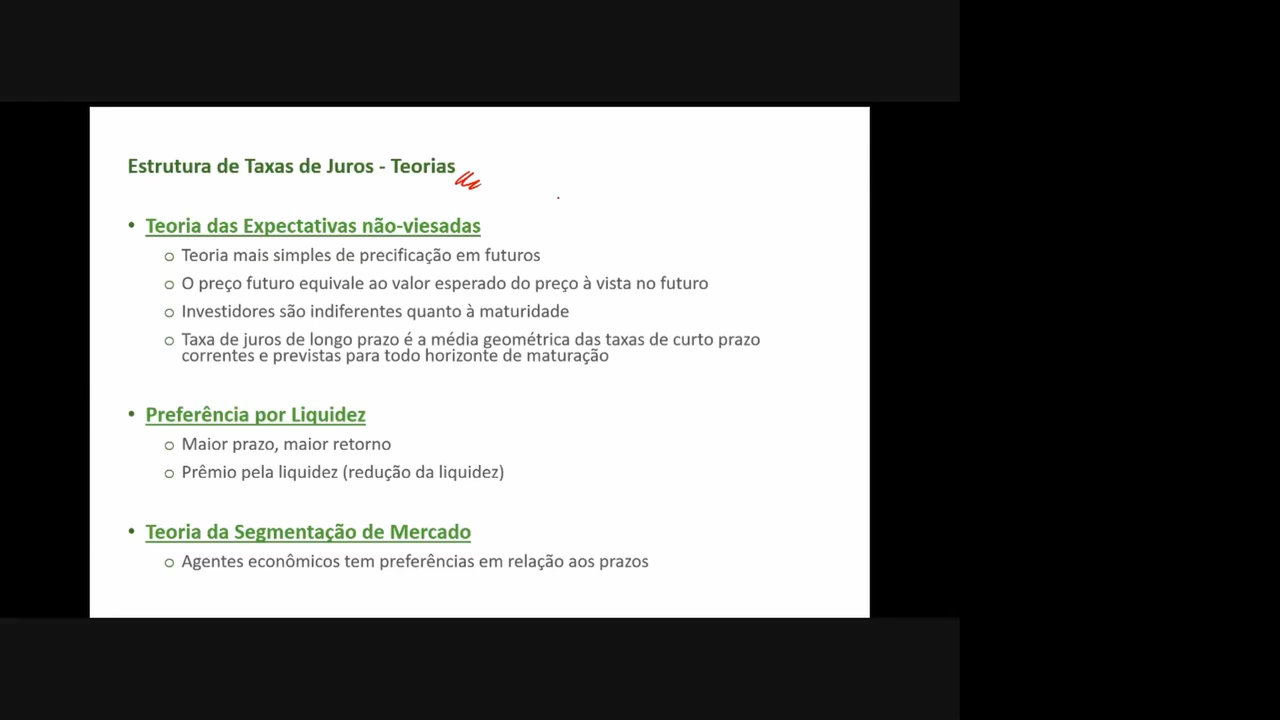 Estrutura de Taxas de Juros - Teorias
• Teoria das Expectativas não-viesadas
o Teoria mais simples de precificação em futuros
o O preço futuro equivale ao valor esperado do preço à vista no futuro
o Investidores são indiferentes quanto à maturidade
o Taxa de juros de longo prazo é a média geométrica das taxas de curto prazo
correntes e previstas para todo horizonte de maturação
• Preferência por Liquidez
o Maior prazo, maior retorno
o Prêmio pela liquidez (redução da liquidez)
• Teoria da Segmentação de Mercado
o Agentes econômicos tem preferências em relação aos prazos